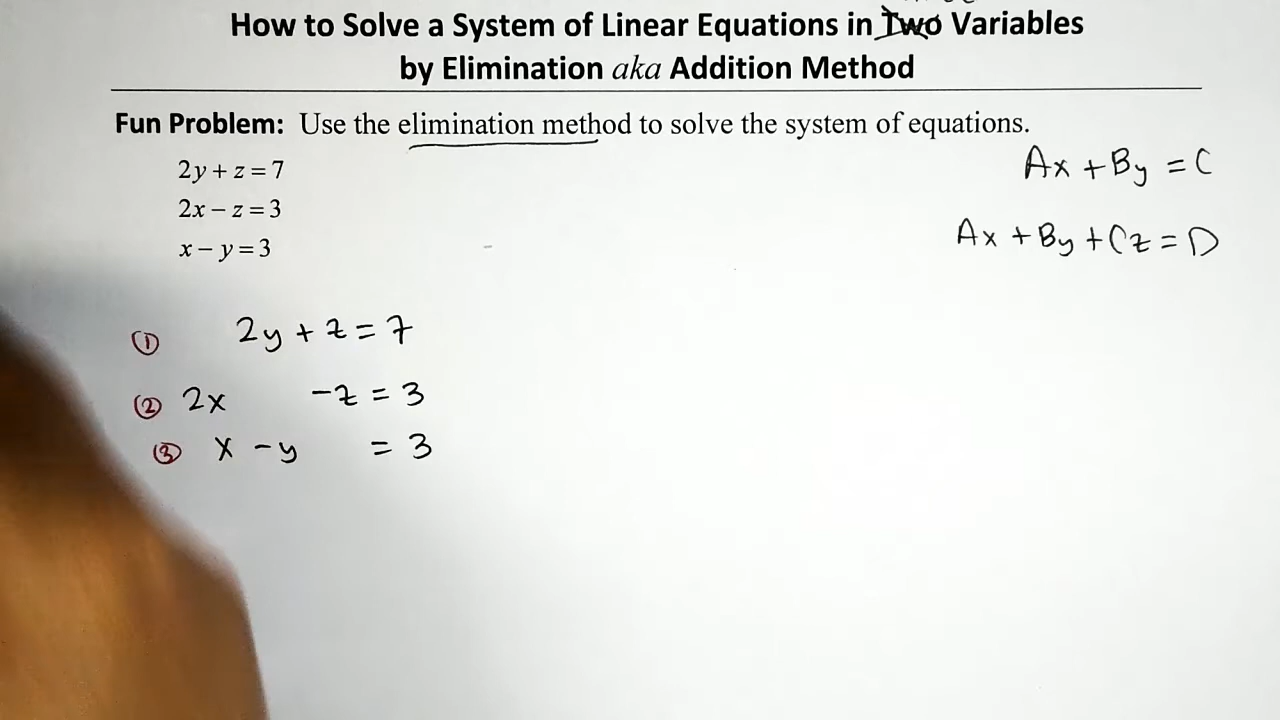 How to Solve a System of Linear Equations in Two Variables
by Elimination aka Addition Method
Fun Problem: Use the elimination method to solve the system of equations.
2y + z = 7
2x − z = 3
x − y = 3
Ax + By = C
Ax + By + Cz = D
① 2y + z = 7
② 2x -z = 3
③ x - y = 3